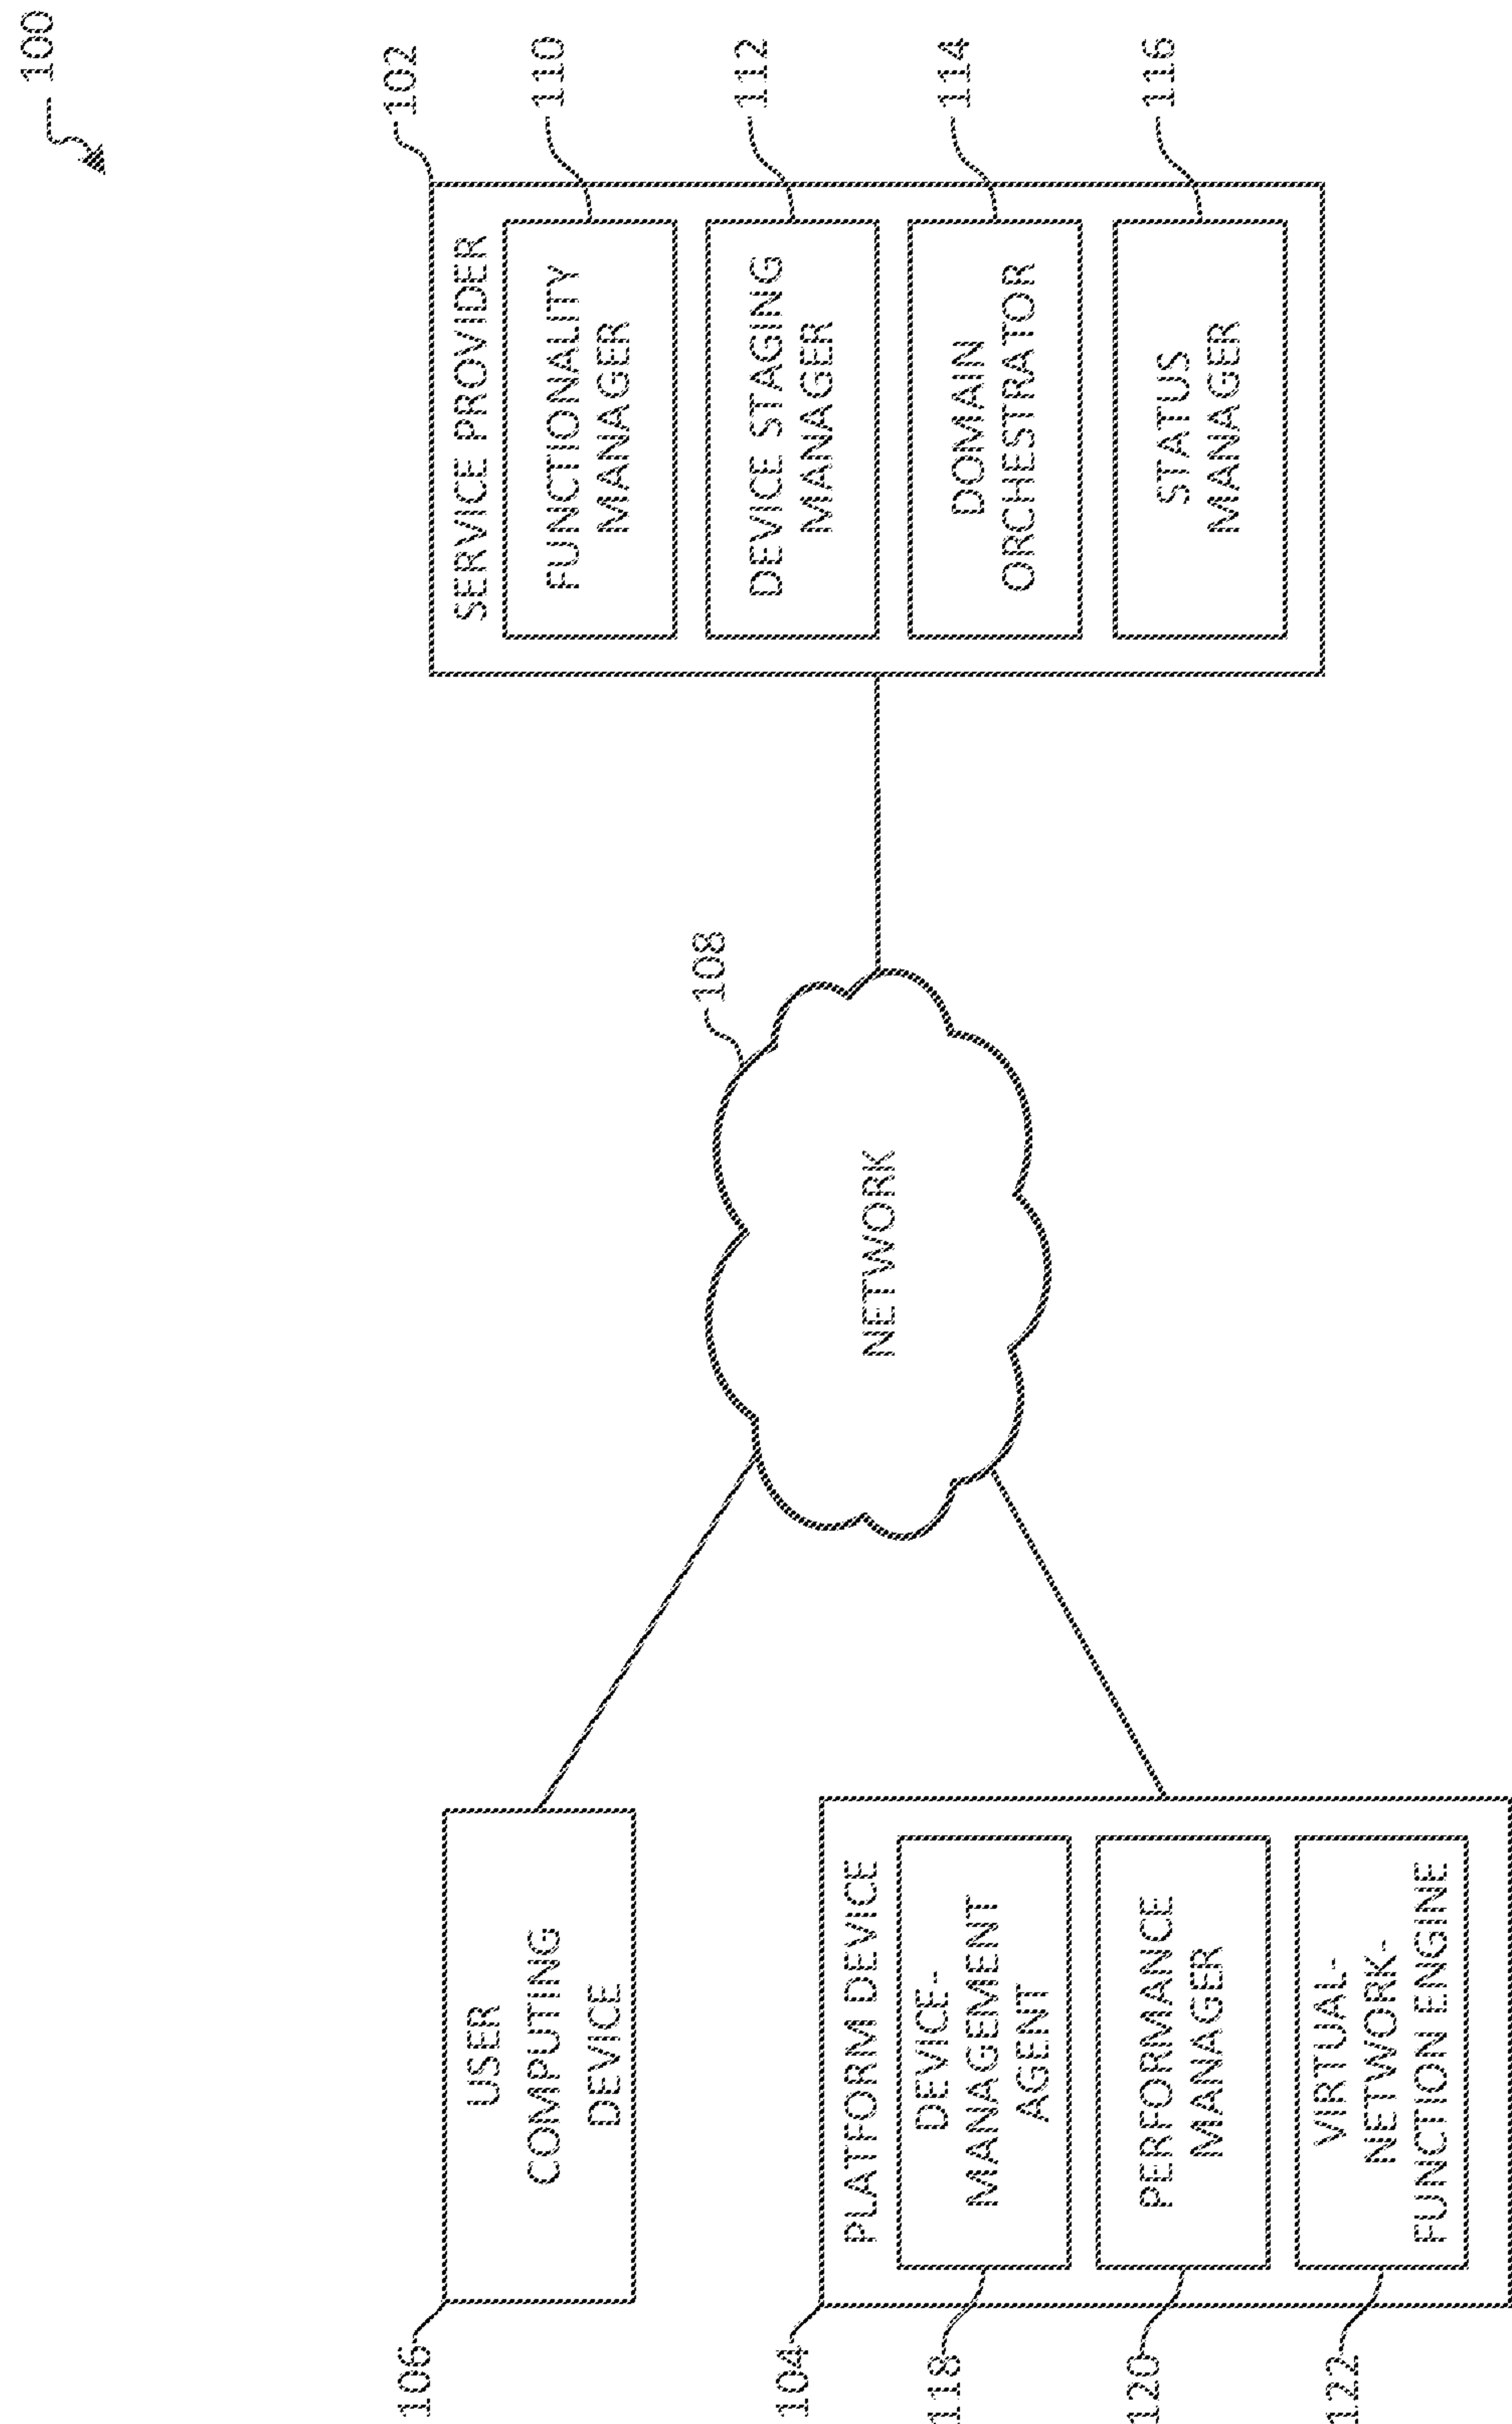 100
106
USER
COMPUTING
DEVICE
104
PLATFORM DEVICE
118
DEVICE-
MANAGEMENT
AGENT
120
PERFORMANCE
MANAGER
122
VIRTUAL-
NETWORK-
FUNCTION ENGINE
108
NETWORK
102
SERVICE PROVIDER
110
FUNCTIONALITY
MANAGER
112
DEVICE STAGING
MANAGER
114
DOMAIN
ORCHESTRATOR
116
STATUS
MANAGER